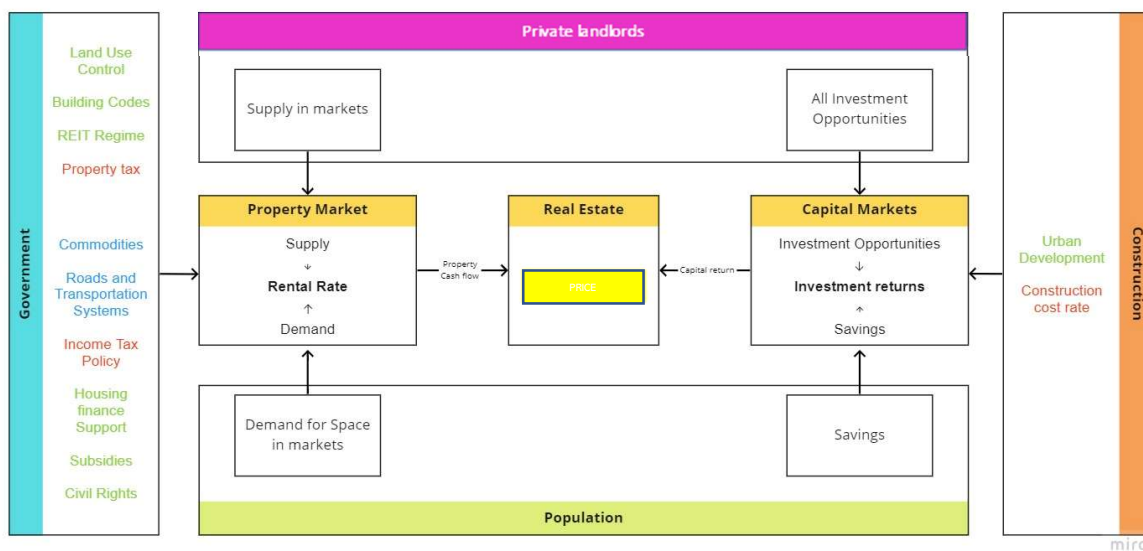 Private landlords
Government
Land Use
Control
Building Codes
REIT Regime
Property tax
Commodities
Roads and
Transportation
Systems
Income Tax
Policy
Housing
finance
Support
Subsidies
Civil Rights
Supply in markets
All Investment
Opportunities
Property Market
Supply
↓
Rental Rate
↑
Demand
Property
Cash flow
Real Estate
PRICE
Capital return
Capital Markets
Investment Opportunities
↓
Investment returns
↑
Savings
Urban
Development
Construction
cost rate
Construction
Demand for Space
in markets
Savings
Population
miro